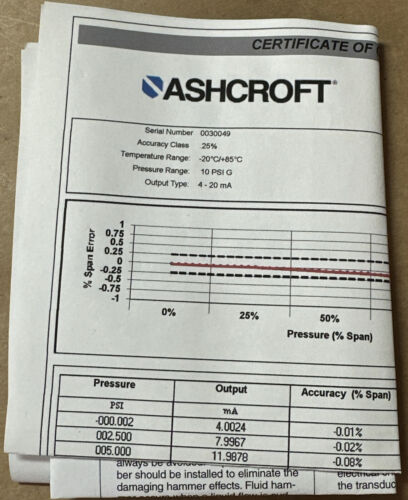 CERTIFICATE OF
ASHCROFT®
Serial Number 0030049
Accuracy Class .25%
Temperature Range: -20°C/+85°C
Pressure Range: 10 PSI G
Output Type: 4 - 20 mA
% Span Error
1
0.75
0.5
0.25
0
-0.25
-0.5
-0.75
-1
0% 25% 50%
Pressure (% Span)
Pressure Output Accuracy (% Span)
PSI mA
-000.002 4.0024 -0.01%
002.500 7.9967 -0.02%
005.000 11.9878 -0.08%
always be avoided.
ber should be installed to eliminate the
damaging hammer effects. Fluid ham-
the transduc